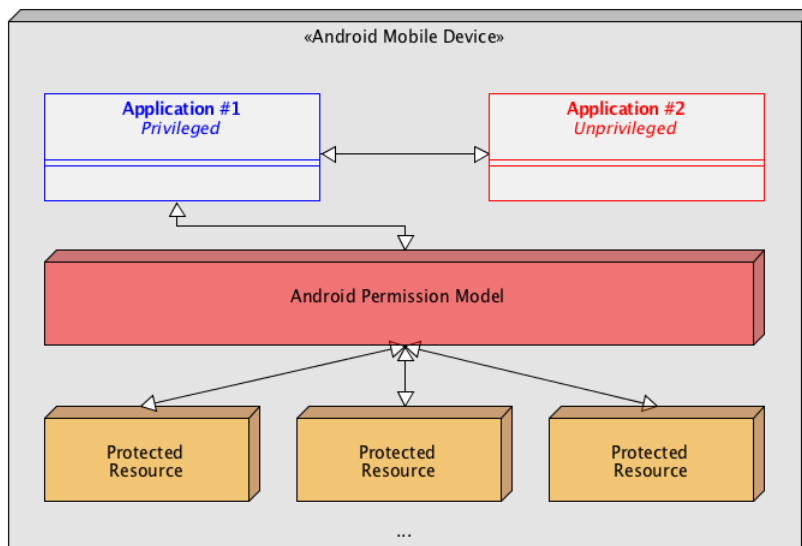 «Android Mobile Device»
Application #1
Privileged
Application #2
Unprivileged
Android Permission Model
Protected
Resource
Protected
Resource
Protected
Resource
...